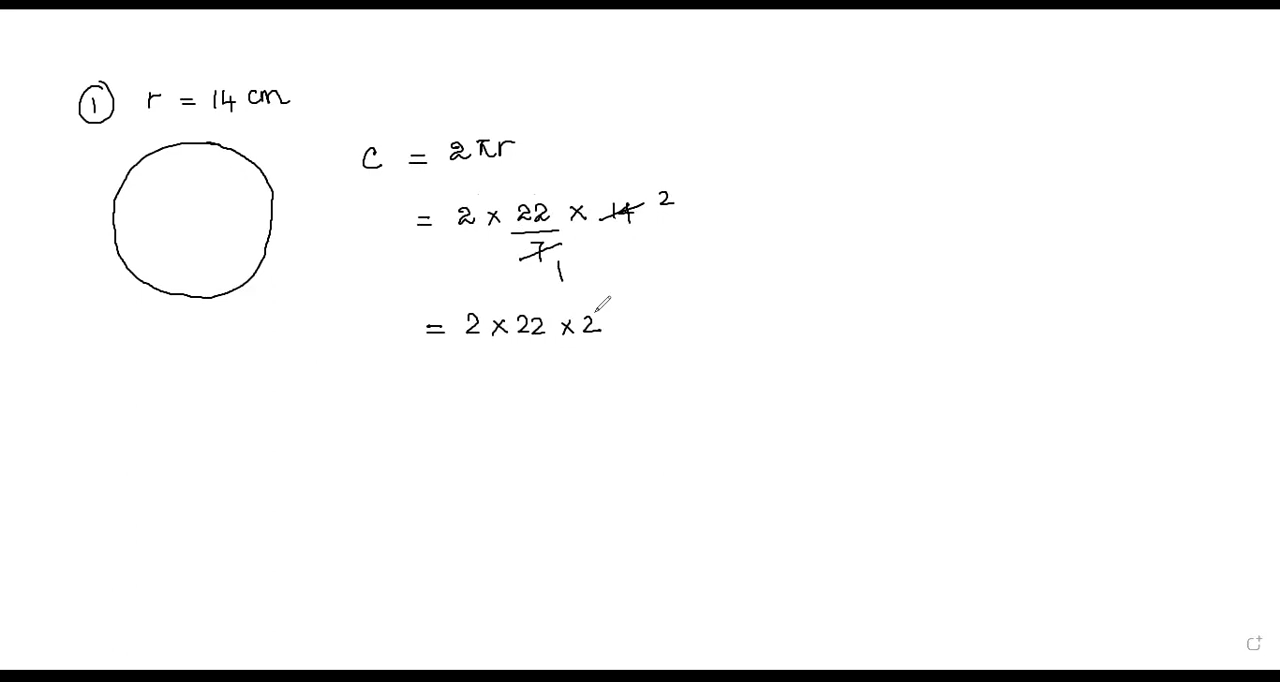 ① r = 14 cm
C = 2πr
= 2 × 22/7 × 14 2
1
= 2 × 22 × 2